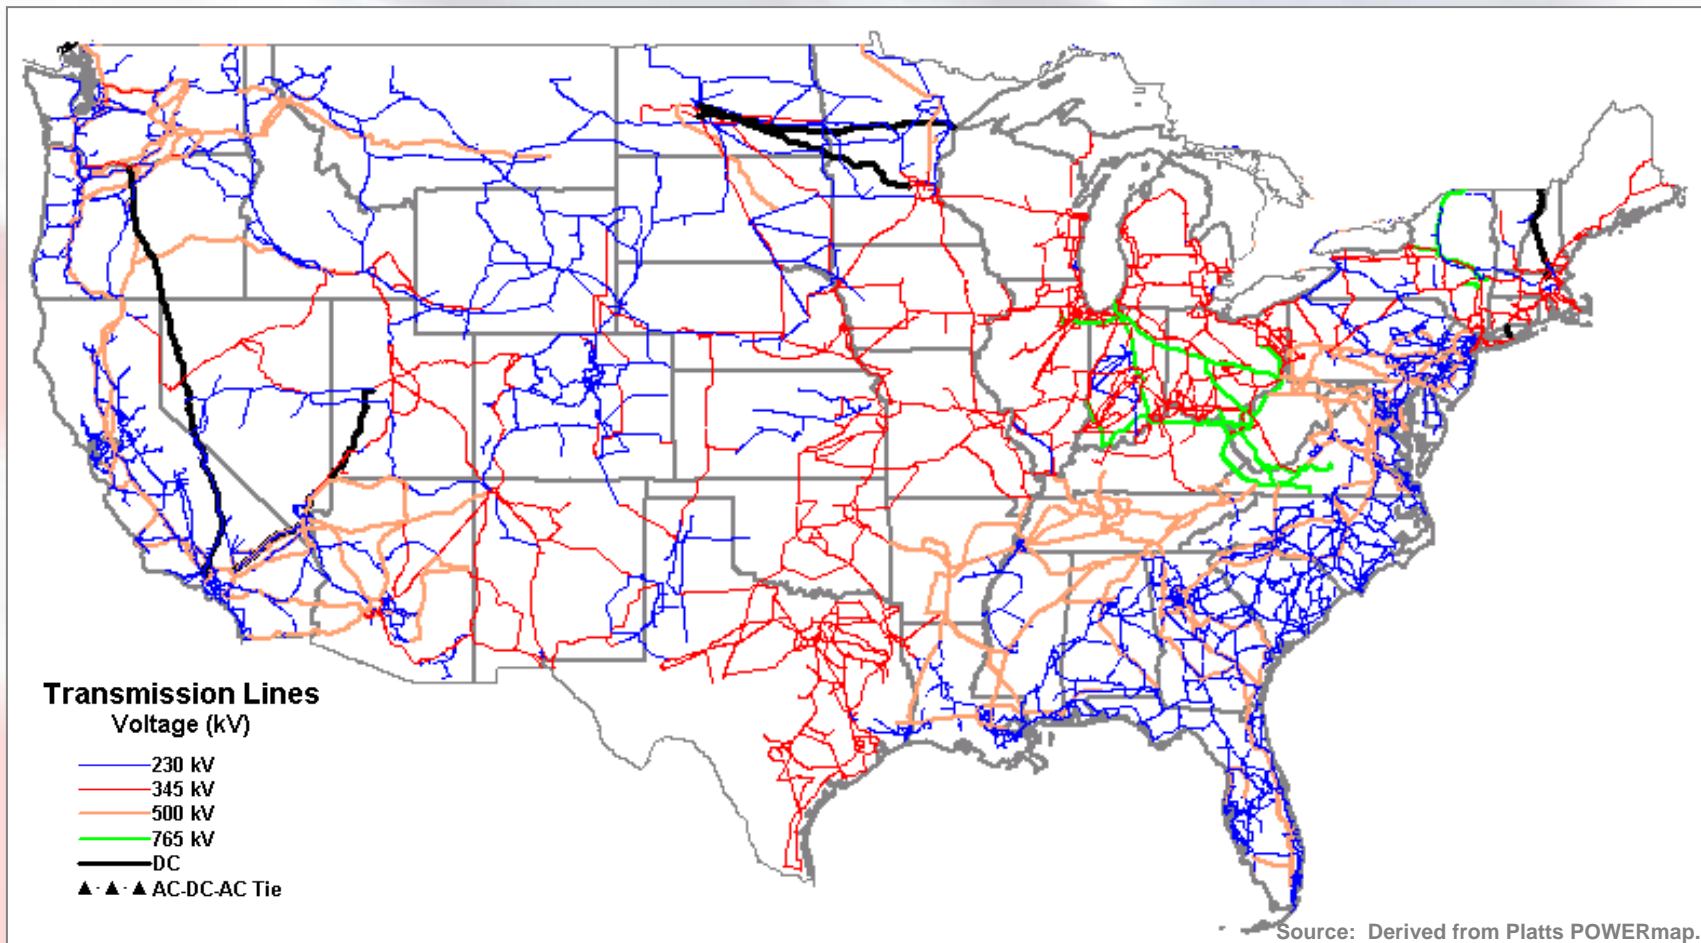 Transmission Lines
Voltage (kV)
230 kV
345 kV
500 kV
765 kV
DC
AC-DC-AC Tie
Source: Derived from Platts POWERmap.